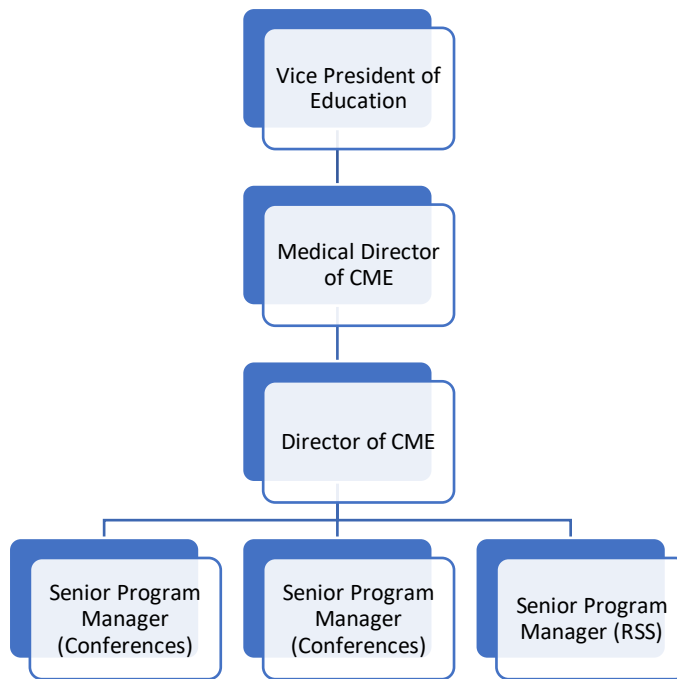 Vice President of
Education
Medical Director
of CME
Director of CME
Senior Program
Manager
(Conferences)
Senior Program
Manager
(Conferences)
Senior Program
Manager (RSS)